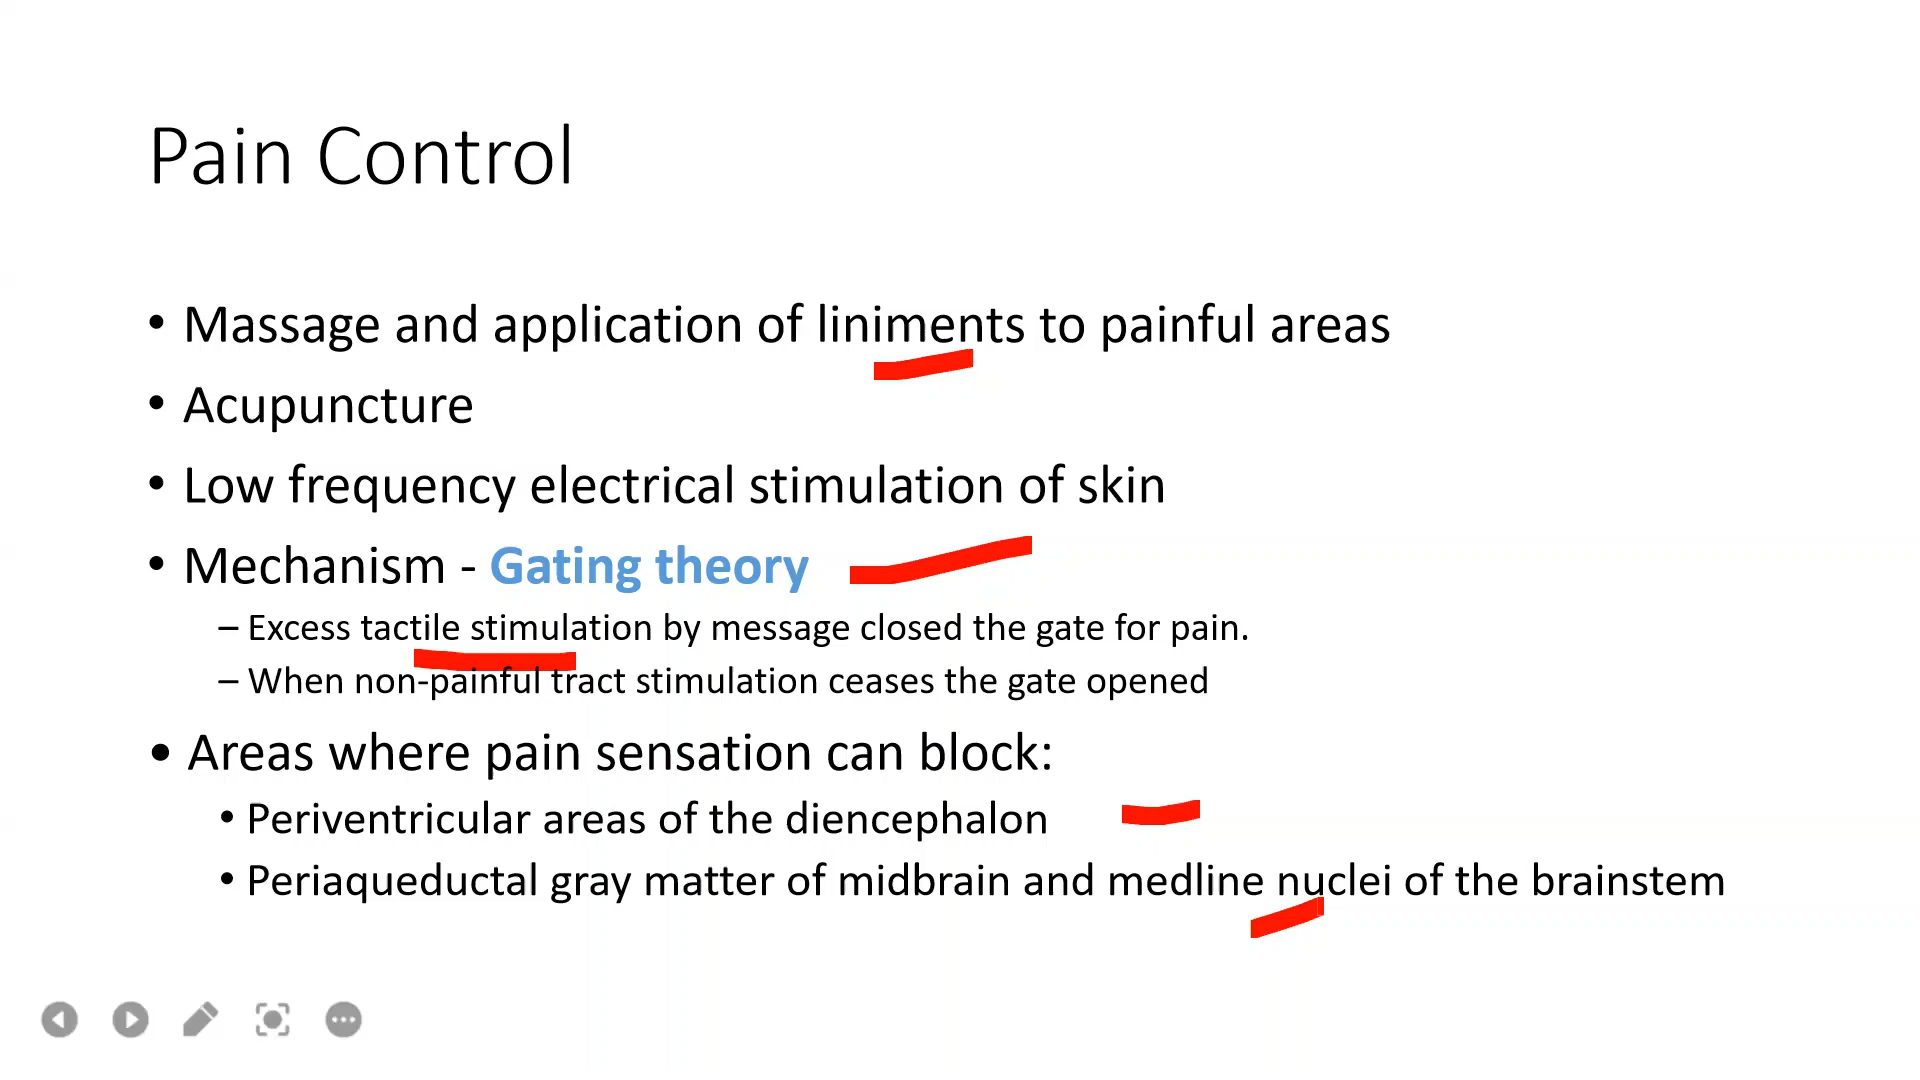 Pain Control
• Massage and application of liniments to painful areas
• Acupuncture
• Low frequency electrical stimulation of skin
• Mechanism - Gating theory
– Excess tactile stimulation by message closed the gate for pain.
– When non-painful tract stimulation ceases the gate opened
• Areas where pain sensation can block:
• Periventricular areas of the diencephalon
• Periaqueductal gray matter of midbrain and medline nuclei of the brainstem